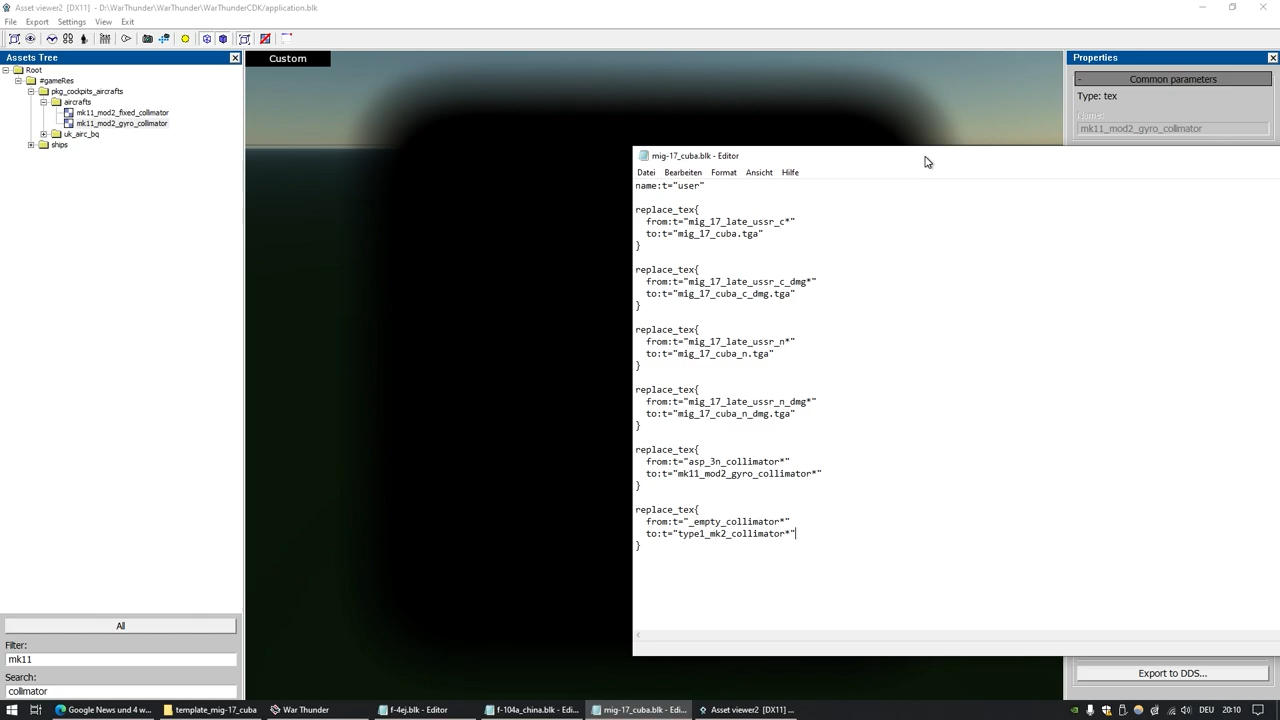 Asset viewer2 [DX11] - D:\WarThunder\WarThunderCDK/application.blk
File Export Settings View Exit
Assets Tree
Root
#gameRes
pkg_cockpits_aircrafts
aircrafts
mk11_mod2_fixed_collimator
mk11_mod2_gyro_collimator
uk_airc_bq
ships
All
Filter:
mk11
Search:
collimator
Custom
Properties
Common parameters
Type: tex
Name:
mk11_mod2_gyro_collimator
mig-17_cuba.blk - Editor
Datei Bearbeiten Format Ansicht Hilfe
name:t="user"
replace_tex{
from:t="mig_17_late_ussr_c*"
to:t="mig_17_cuba.tga"
}
replace_tex{
from:t="mig_17_late_ussr_c_dmg*"
to:t="mig_17_cuba_c_dmg.tga"
}
replace_tex{
from:t="mig_17_late_ussr_n*"
to:t="mig_17_cuba_n.tga"
}
replace_tex{
from:t="mig_17_late_ussr_n_dmg*"
to:t="mig_17_cuba_n_dmg.tga"
}
replace_tex{
from:t="asp_3n_collimator*"
to:t="mk11_mod2_gyro_collimator*"
}
replace_tex{
from:t="_empty_collimator*"
to:t="type1_mk2_collimator*"
}
Export to DDS...
Google News und 4 w...
template_mig-17_cuba
War Thunder
f-4ej.blk - Editor
f-104a_china.blk - Edi...
mig-17_cuba.blk - Edi...
Asset viewer2 [DX11] ...
DEU 20:10